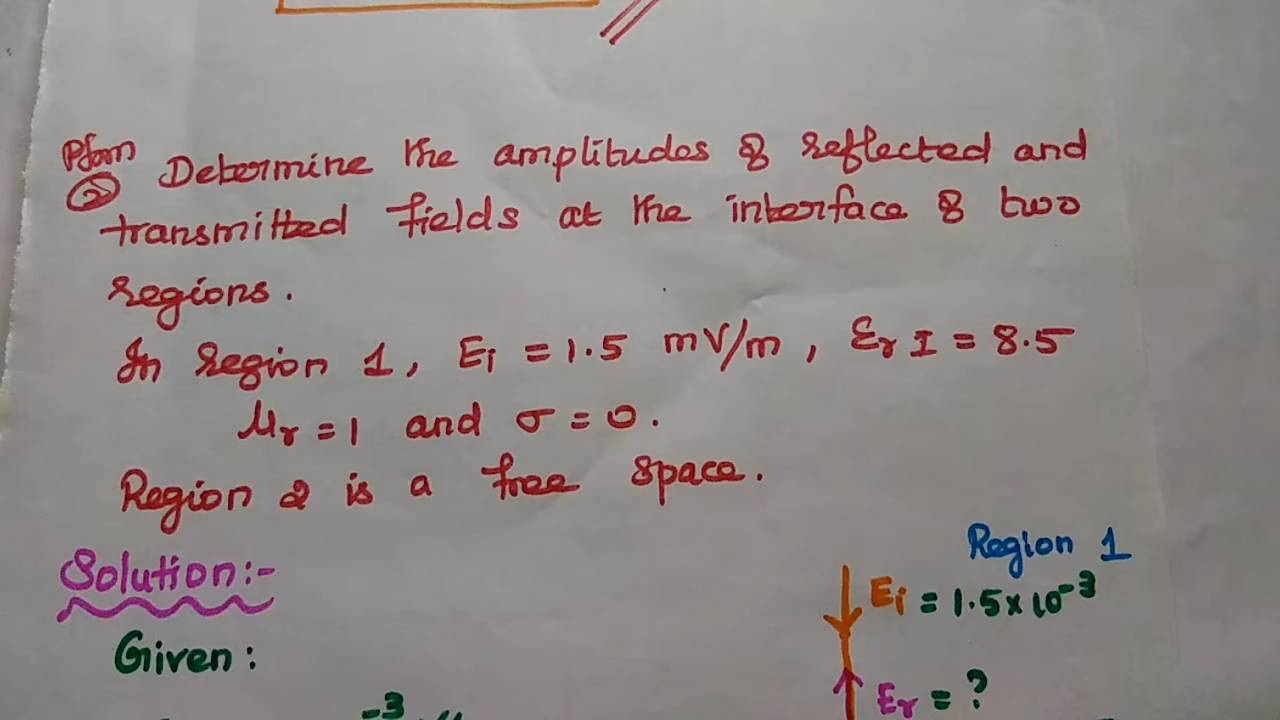 Pbm
② Determine the amplitudes of reflected and
transmitted fields at the interface of two
regions.
In region 1, Ei = 1.5 mV/m, Ɛr I = 8.5
μr = 1 and σ = 0.
Region 2 is a free space.
Solution:-
Region 1
Ei = 1.5×10⁻³
Given:
Er = ?
-3